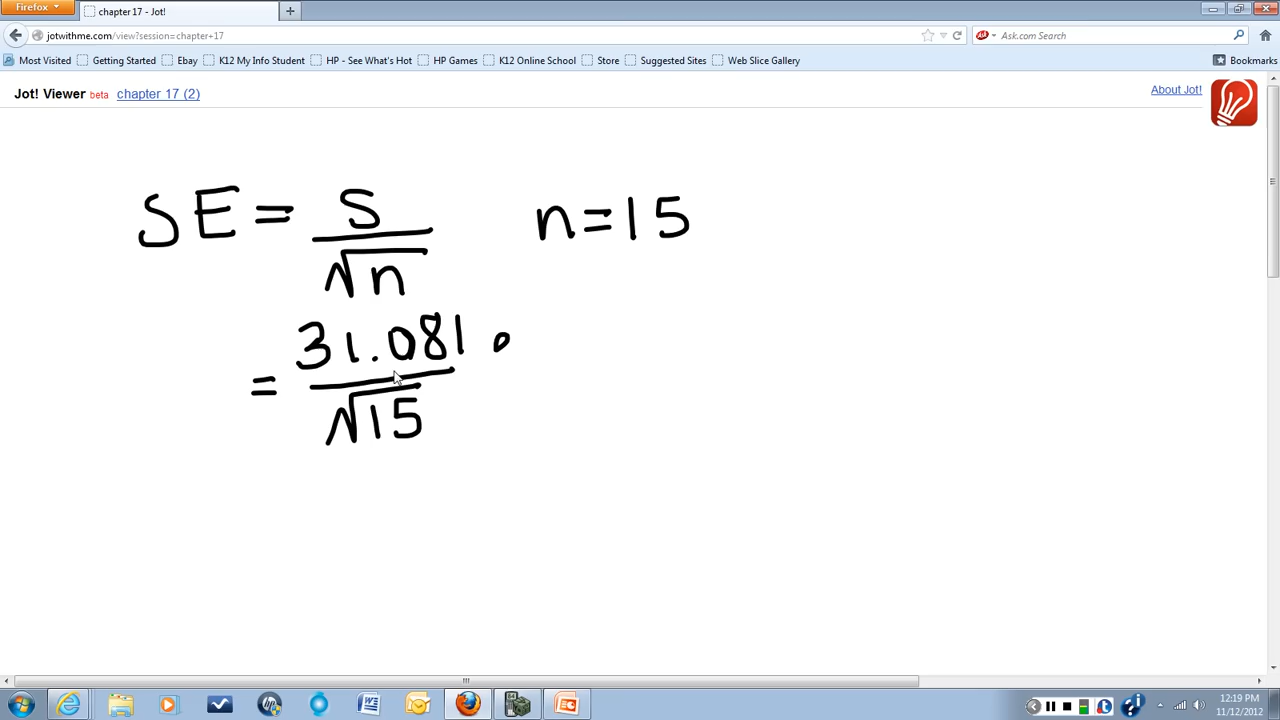 Firefox
chapter17 - Jot!
jotwithme.com/view?session=chapter+17
Ask.com Search
Most Visited Getting Started Ebay K12 My Info Student HP - See What's Hot HP Games K12 Online School Store Suggested Sites Web Slice Gallery Bookmarks
Jot! Viewer beta chapter 17 (2) About Jot!
SE = S n = 15
√n
= 31.081
√15
12:19 PM
11/12/2012